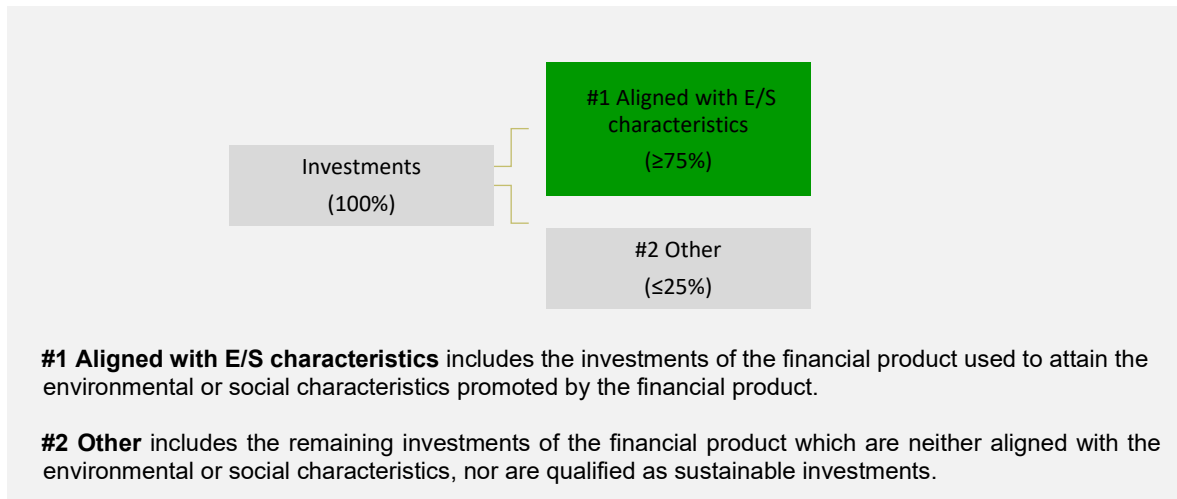 #1 Aligned with E/S
characteristics
(≥75%)
Investments
(100%)
#2 Other
(≤25%)
#1 Aligned with E/S characteristics includes the investments of the financial product used to attain the
environmental or social characteristics promoted by the financial product.
#2 Other includes the remaining investments of the financial product which are neither aligned with the
environmental or social characteristics, nor are qualified as sustainable investments.